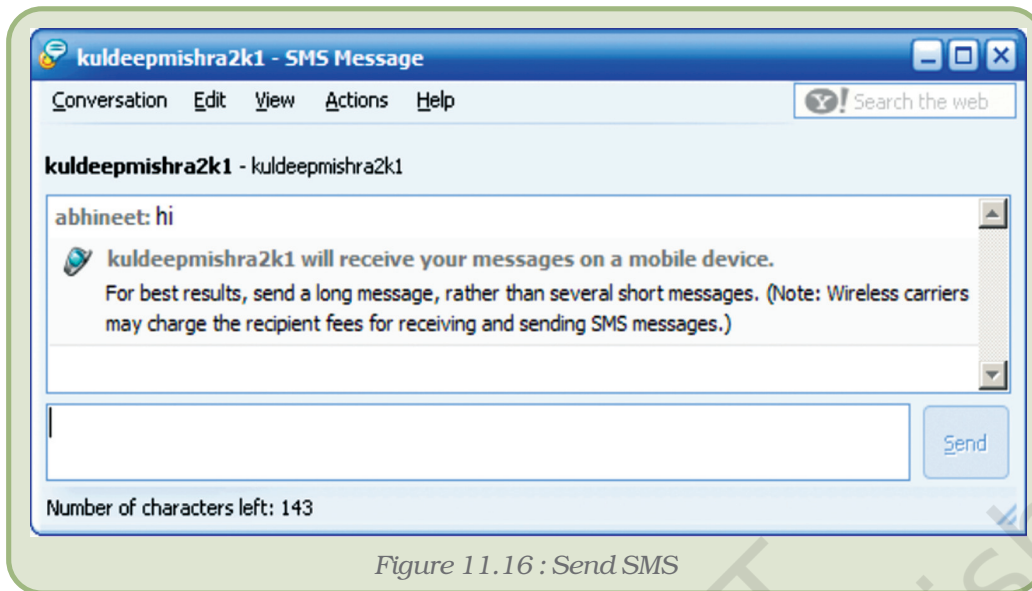 kuldeepmishra2k1 - SMS Message
Conversation Edit View Actions Help
Y! Search the web
kuldeepmishra2k1 - kuldeepmishra2k1
abhineet: hi
kuldeepmishra2k1 will receive your messages on a mobile device.
For best results, send a long message, rather than several short messages. (Note: Wireless carriers
may charge the recipient fees for receiving and sending SMS messages.)
Send
Number of characters left: 143
Figure 11.16 : Send SMS